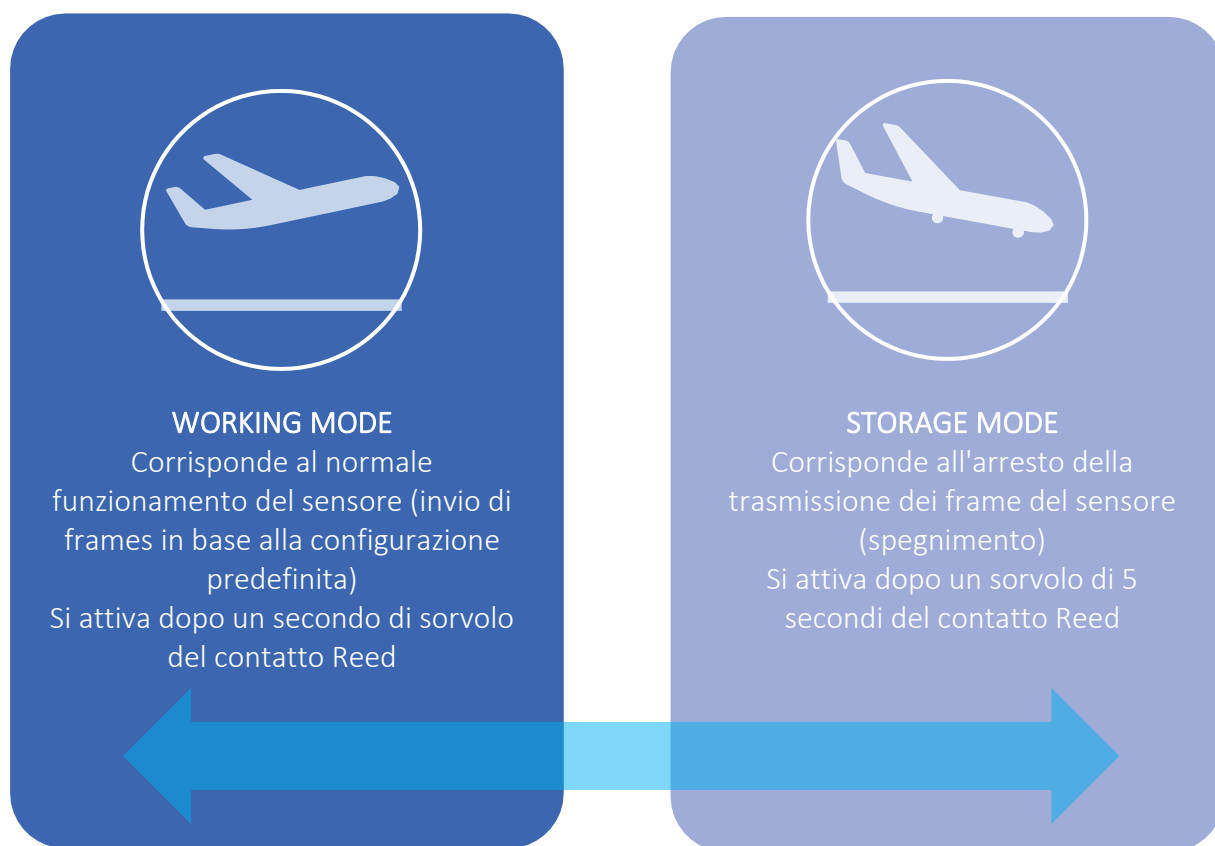 WORKING MODE
Corrisponde al normale
funzionamento del sensore (invio di
frames in base alla configurazione
predefinita)
Si attiva dopo un secondo di sorvolo
del contatto Reed
STORAGE MODE
Corrisponde all'arresto della
trasmissione dei frame del sensore
(spegnimento)
Si attiva dopo un sorvolo di 5
secondi del contatto Reed